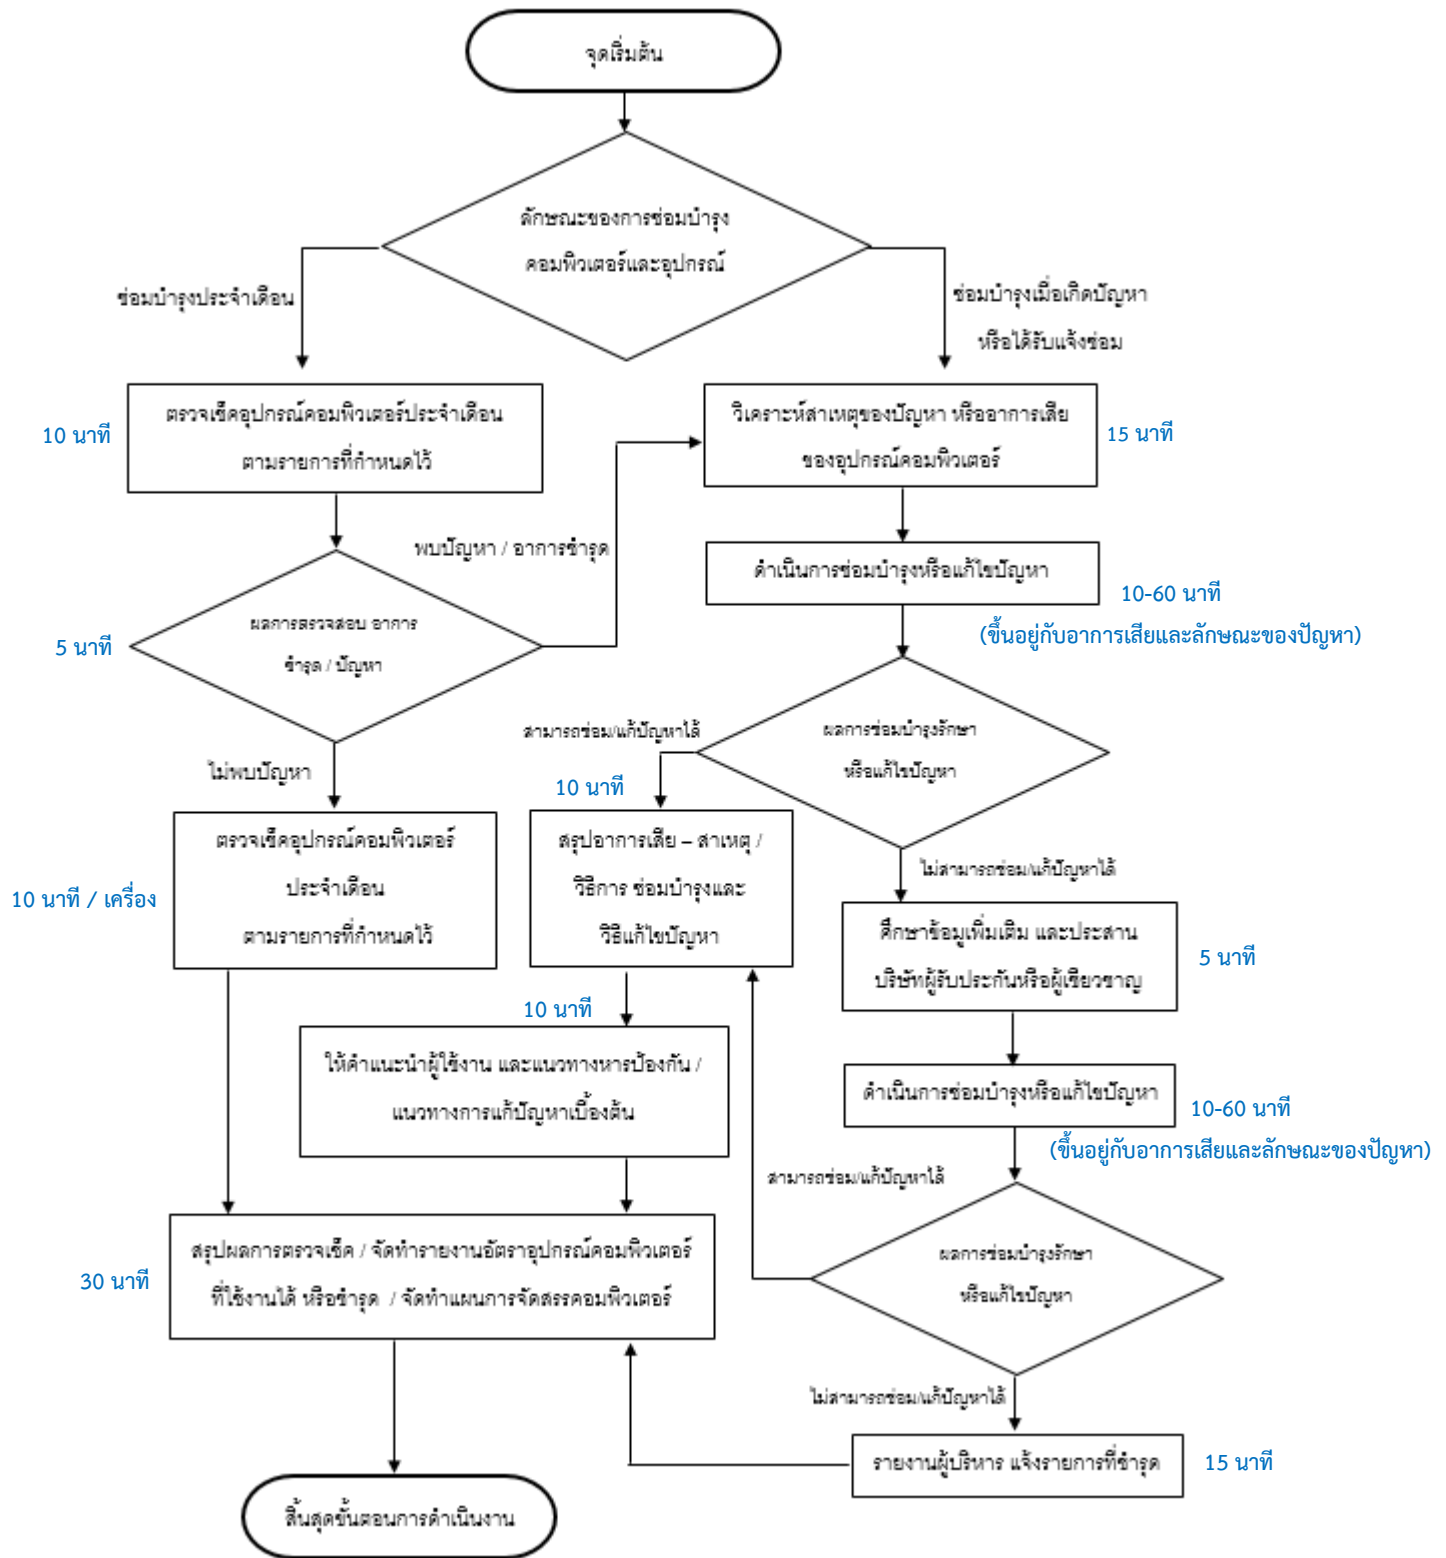 จุดเริ่มต้น
ลักษณะของการซ่อมบำรุง
คอมพิวเตอร์และอุปกรณ์
ซ่อมบำรุงประจำเดือน
ซ่อมบำรุงเมื่อเกิดปัญหา
หรือได้รับแจ้งซ่อม
ตรวจเช็คอุปกรณ์คอมพิวเตอร์ประจำเดือน
ตามรายการที่กำหนดไว้
10 นาที
วิเคราะห์สาเหตุของปัญหา หรืออาการเสีย
ของอุปกรณ์คอมพิวเตอร์
15 นาที
พบปัญหา / อาการชำรุด
ดำเนินการซ่อมบำรุงหรือแก้ไขปัญหา
10-60 นาที
(ขึ้นอยู่กับอาการเสียและลักษณะของปัญหา)
ผลการตรวจสอบ อาการ
ชำรุด / ปัญหา
5 นาที
สามารถซ่อม/แก้ปัญหาได้
ผลการซ่อมบำรุงรักษา
หรือแก้ไขปัญหา
ไม่พบปัญหา
10 นาที
ตรวจเช็คอุปกรณ์คอมพิวเตอร์
ประจำเดือน
ตามรายการที่กำหนดไว้
10 นาที / เครื่อง
สรุปอาการเสีย – สาเหตุ /
วิธีการ ซ่อมบำรุงและ
วิธีแก้ไขปัญหา
ไม่สามารถซ่อม/แก้ปัญหาได้
ศึกษาข้อมูเพิ่มเติม และประสาน
บริษัทผู้รับประกันหรือผู้เชียวชาญ
5 นาที
10 นาที
ให้คำแนะนำผู้ใช้งาน และแนวทางหารป้องกัน /
แนวทางการแก้ปัญหาเบื้องต้น
ดำเนินการซ่อมบำรุงหรือแก้ไขปัญหา
10-60 นาที
(ขึ้นอยู่กับอาการเสียและลักษณะของปัญหา)
สามารถซ่อม/แก้ปัญหาได้
สรุปผลการตรวจเช็ค / จัดทำรายงานอัตราอุปกรณ์คอมพิวเตอร์
ที่ใช้งานได้ หรือชำรุด / จัดทำแผนการจัดสรรคอมพิวเตอร์
30 นาที
ผลการซ่อมบำรุงรักษา
หรือแก้ไขปัญหา
ไม่สามารถซ่อม/แก้ปัญหาได้
รายงานผู้บริหาร แจ้งรายการที่ชำรุด
15 นาที
สิ้นสุดขั้นตอนการดำเนินงาน